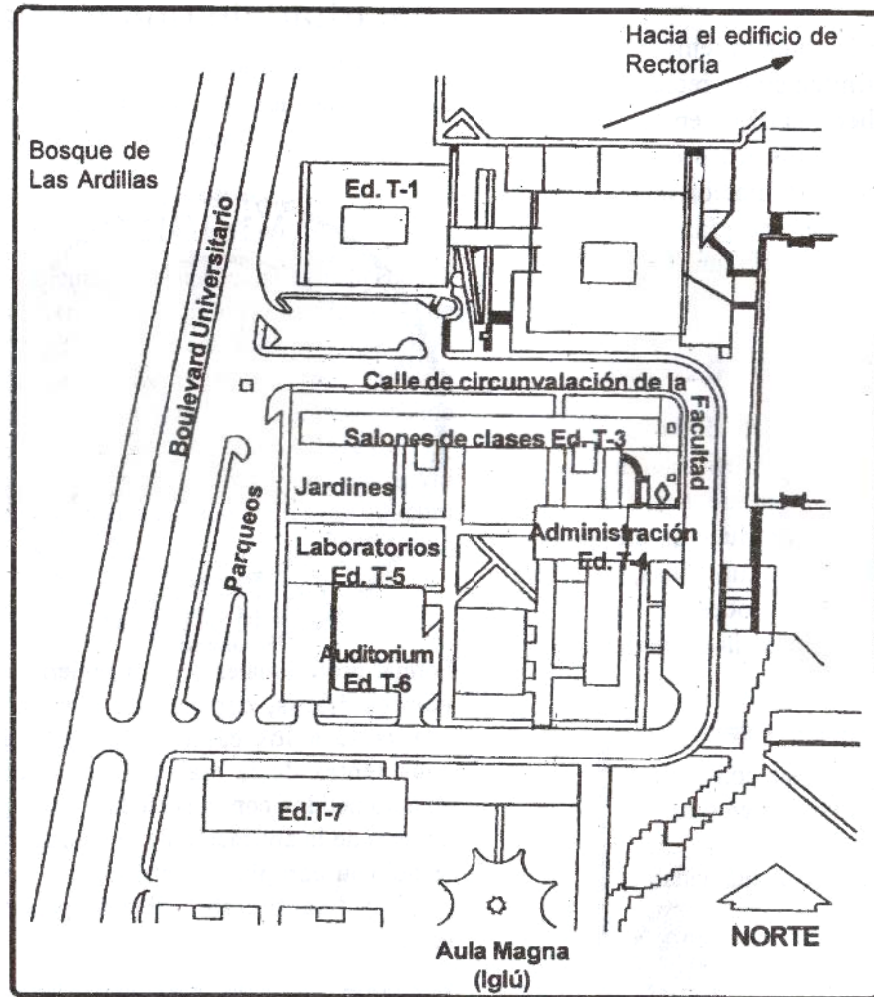 Hacia el edificio de
Rectoría
Bosque de
Las Ardillas
Ed. T-1
Boulevard Universitario
Calle de circunvalación de la
Facultad
Salones de clases Ed. T-3
Jardines
Parqueos
Laboratorios
Ed. T-5
Administración
Ed. T-4
Auditorium
Ed. T-6
Ed.T-7
Aula Magna
(Iglú)
NORTE